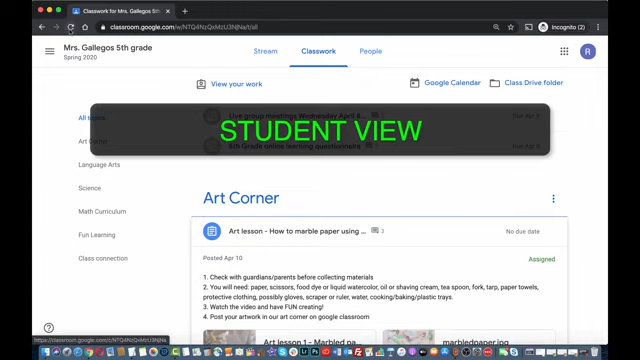 Classwork for Mrs. Gallegos 5th
classroom.google.com/w/NTQ4NzQxMzU3NjNa/t/all
Incognito (2)
Mrs. Gallegos 5th grade
Spring 2020
Stream
Classwork
People
R
View your work
Google Calendar
Class Drive folder
All topics
Live group meetings Wednesday April 8...
STUDENT VIEW
5th Grade online learning questionnaire
Art Corner
Language Arts
Science
Math Curriculum
Fun Learning
Class connection
Art Corner
Art lesson - How to marble paper using ...
3
No due date
Posted Apr 10
Assigned
1. Check with guardians/parents before collecting materials
2. You will need: paper, scissors, food dye or liquid watercolor, oil or shaving cream, tea spoon, fork, tarp, paper towels,
protective clothing, possibly gloves, scraper or ruler, water, cooking/baking/plastic trays.
3. Watch the video and have FUN creating!
4. Post your artwork in our art corner on google classroom
Art Lesson 1 - Marbled pa
marbledpaper.jpg